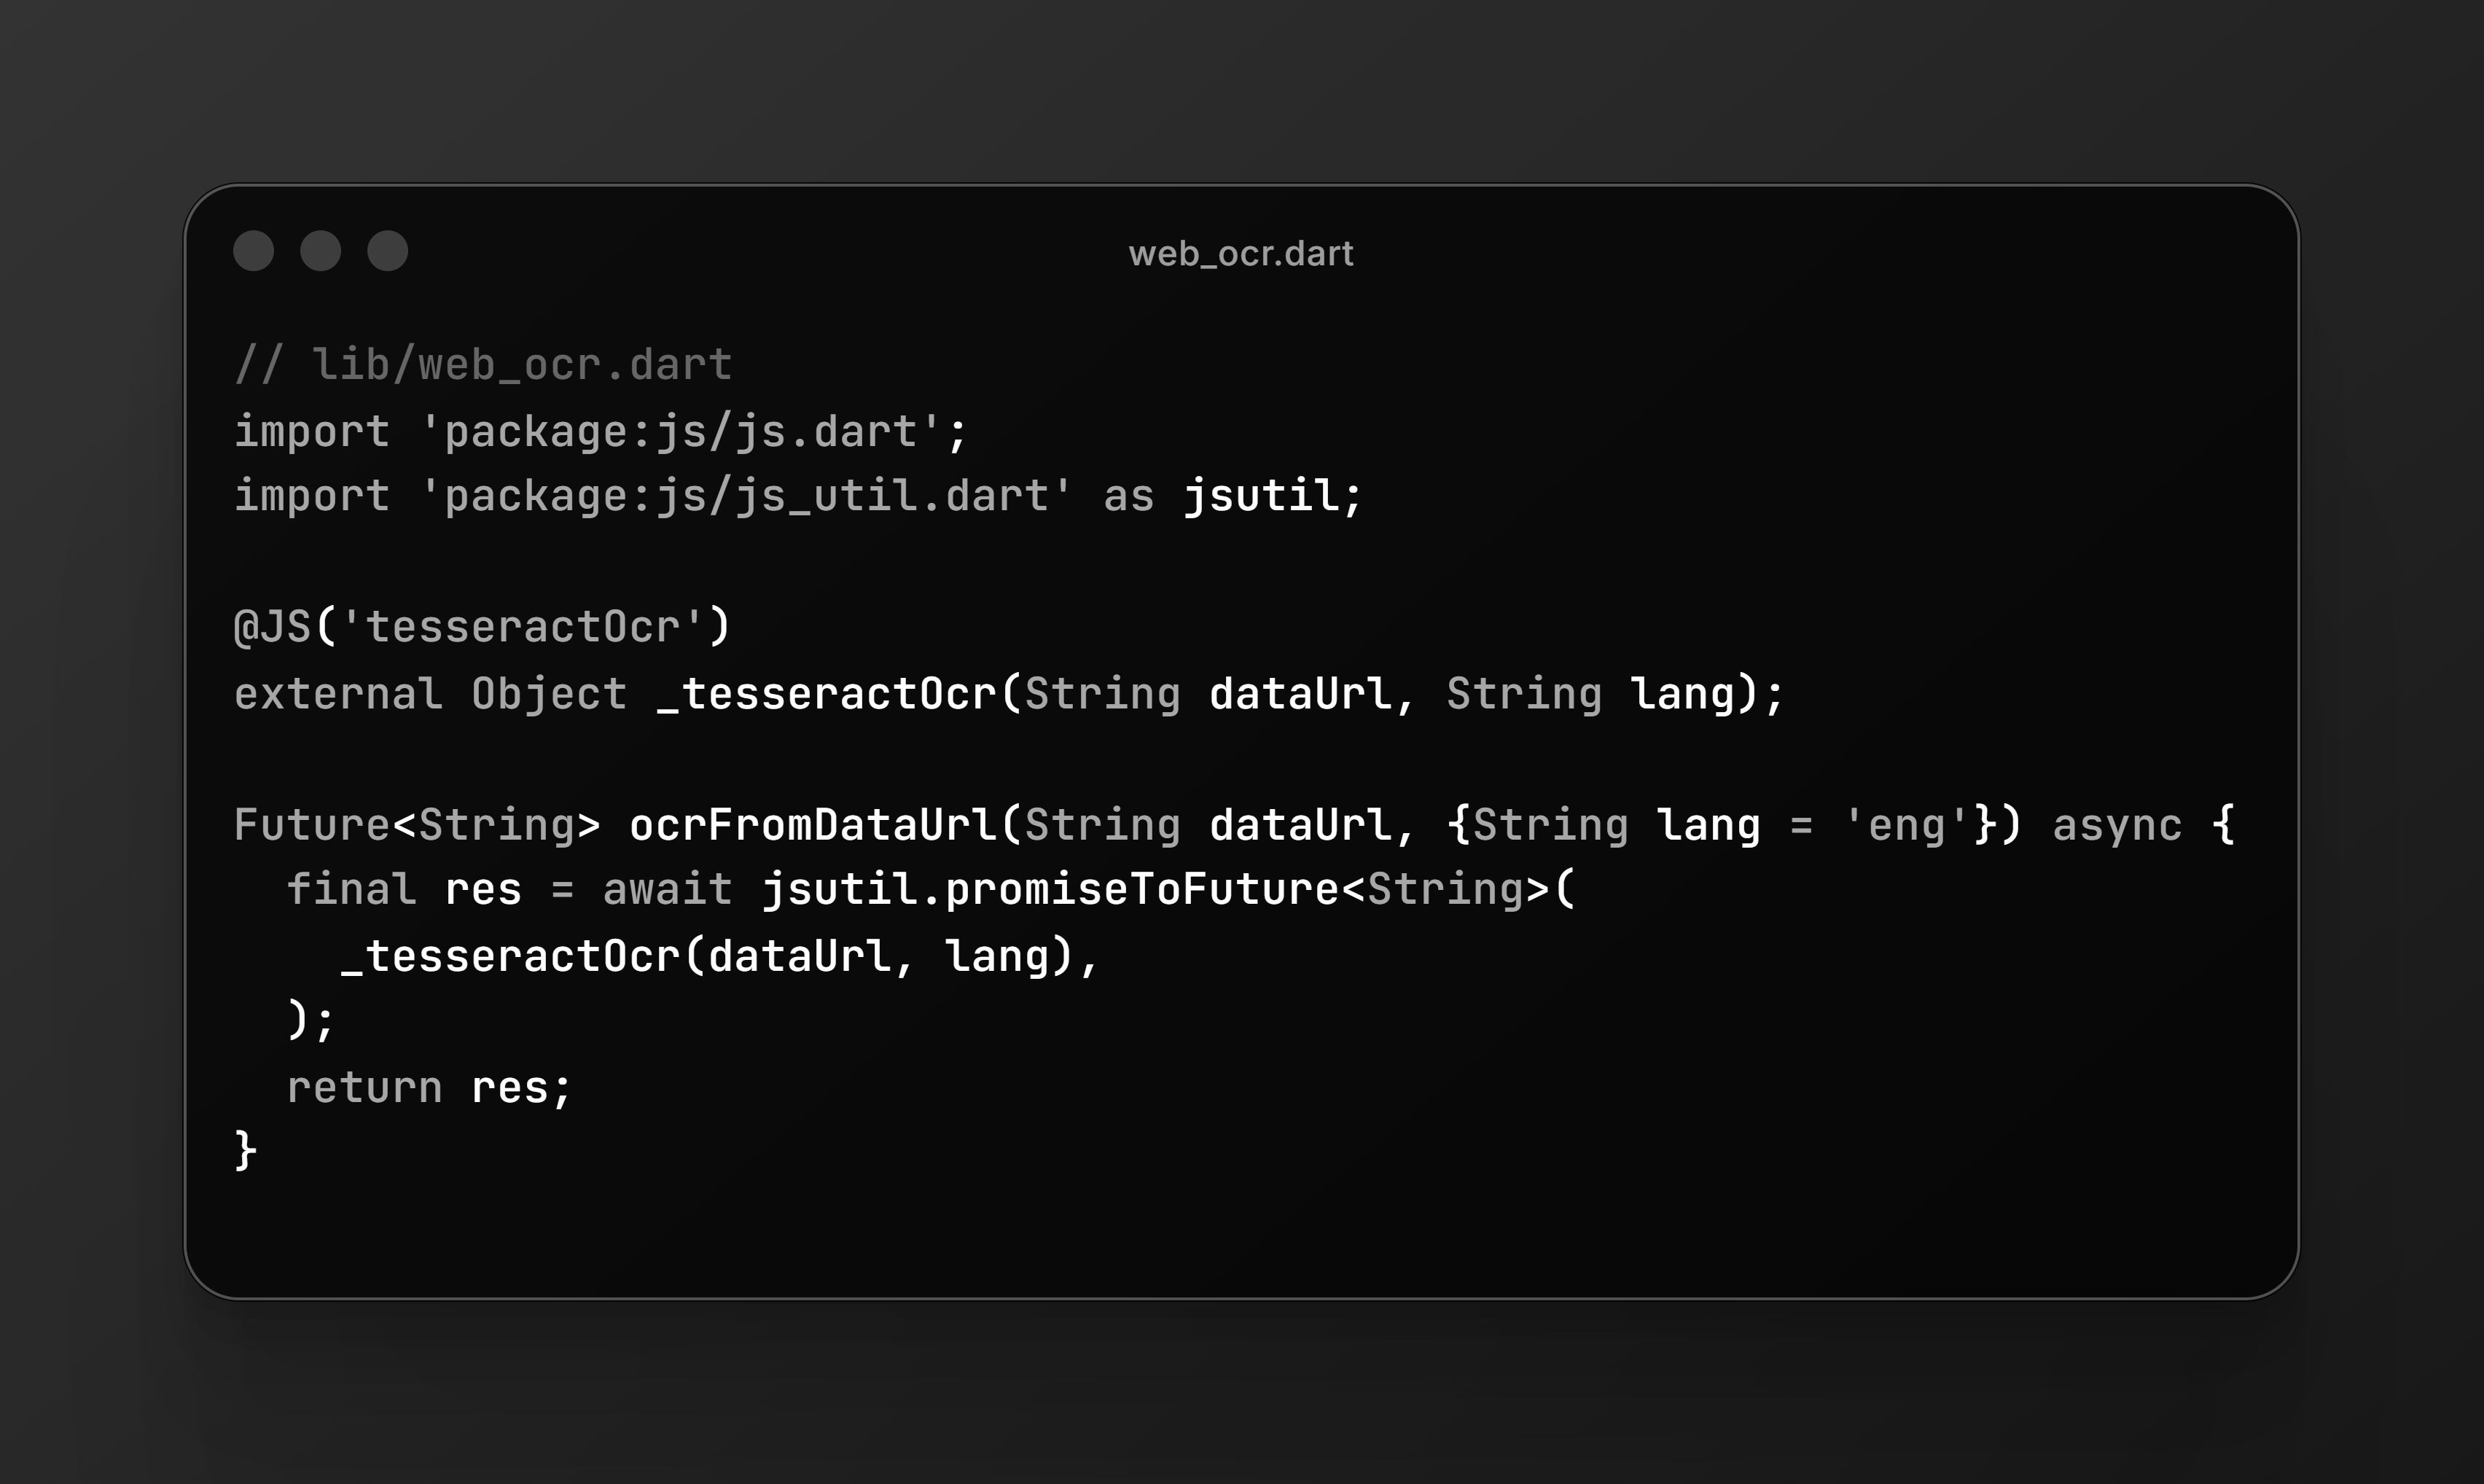 web_ocr.dart
// lib/web_ocr.dart
import 'package:js/js.dart';
import 'package:js/js_util.dart' as jsutil;

@JS('tesseractOcr')
external Object _tesseractOcr(String dataUrl, String lang);

Future<String> ocrFromDataUrl(String dataUrl, {String lang = 'eng'}) async {
  final res = await jsutil.promiseToFuture<String>(
    _tesseractOcr(dataUrl, lang),
  );
  return res;
}